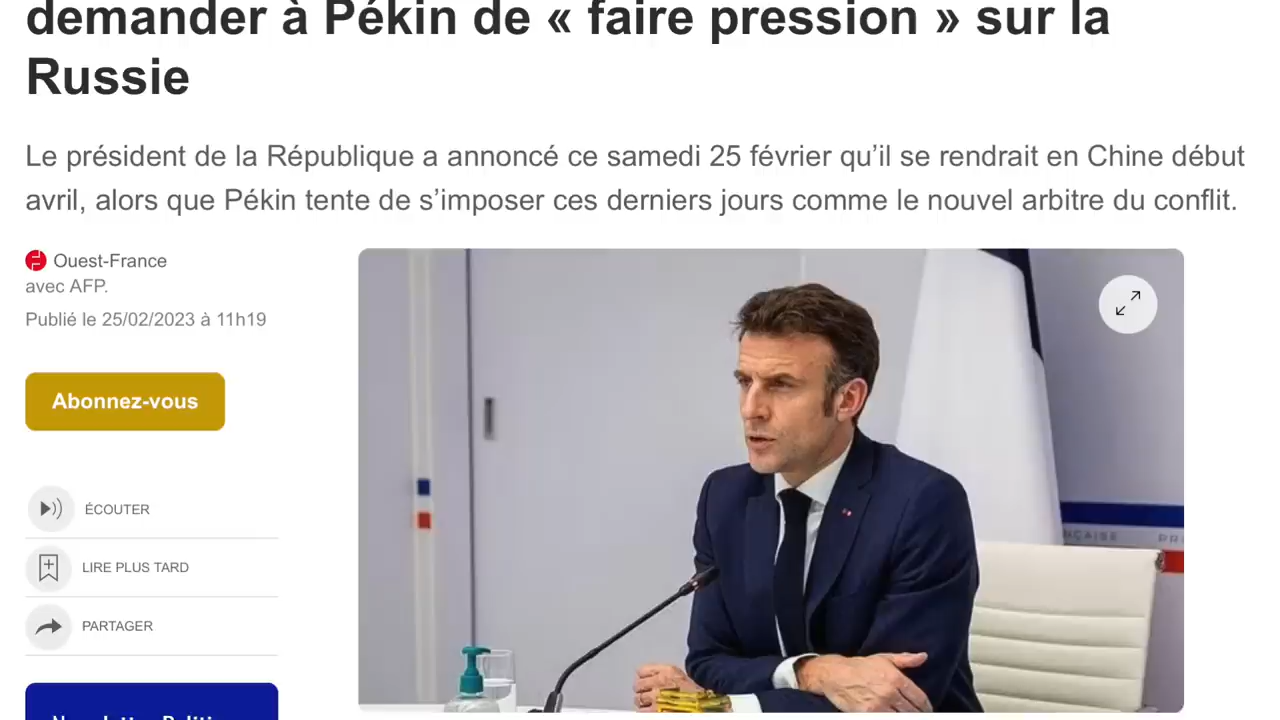 demander à Pékin de « faire pression » sur la
Russie
Le président de la République a annoncé ce samedi 25 février qu’il se rendrait en Chine début
avril, alors que Pékin tente de s’imposer ces derniers jours comme le nouvel arbitre du conflit.
Ouest-France
avec AFP.
Publié le 25/02/2023 à 11h19
Abonnez-vous
ÉCOUTER
LIRE PLUS TARD
PARTAGER